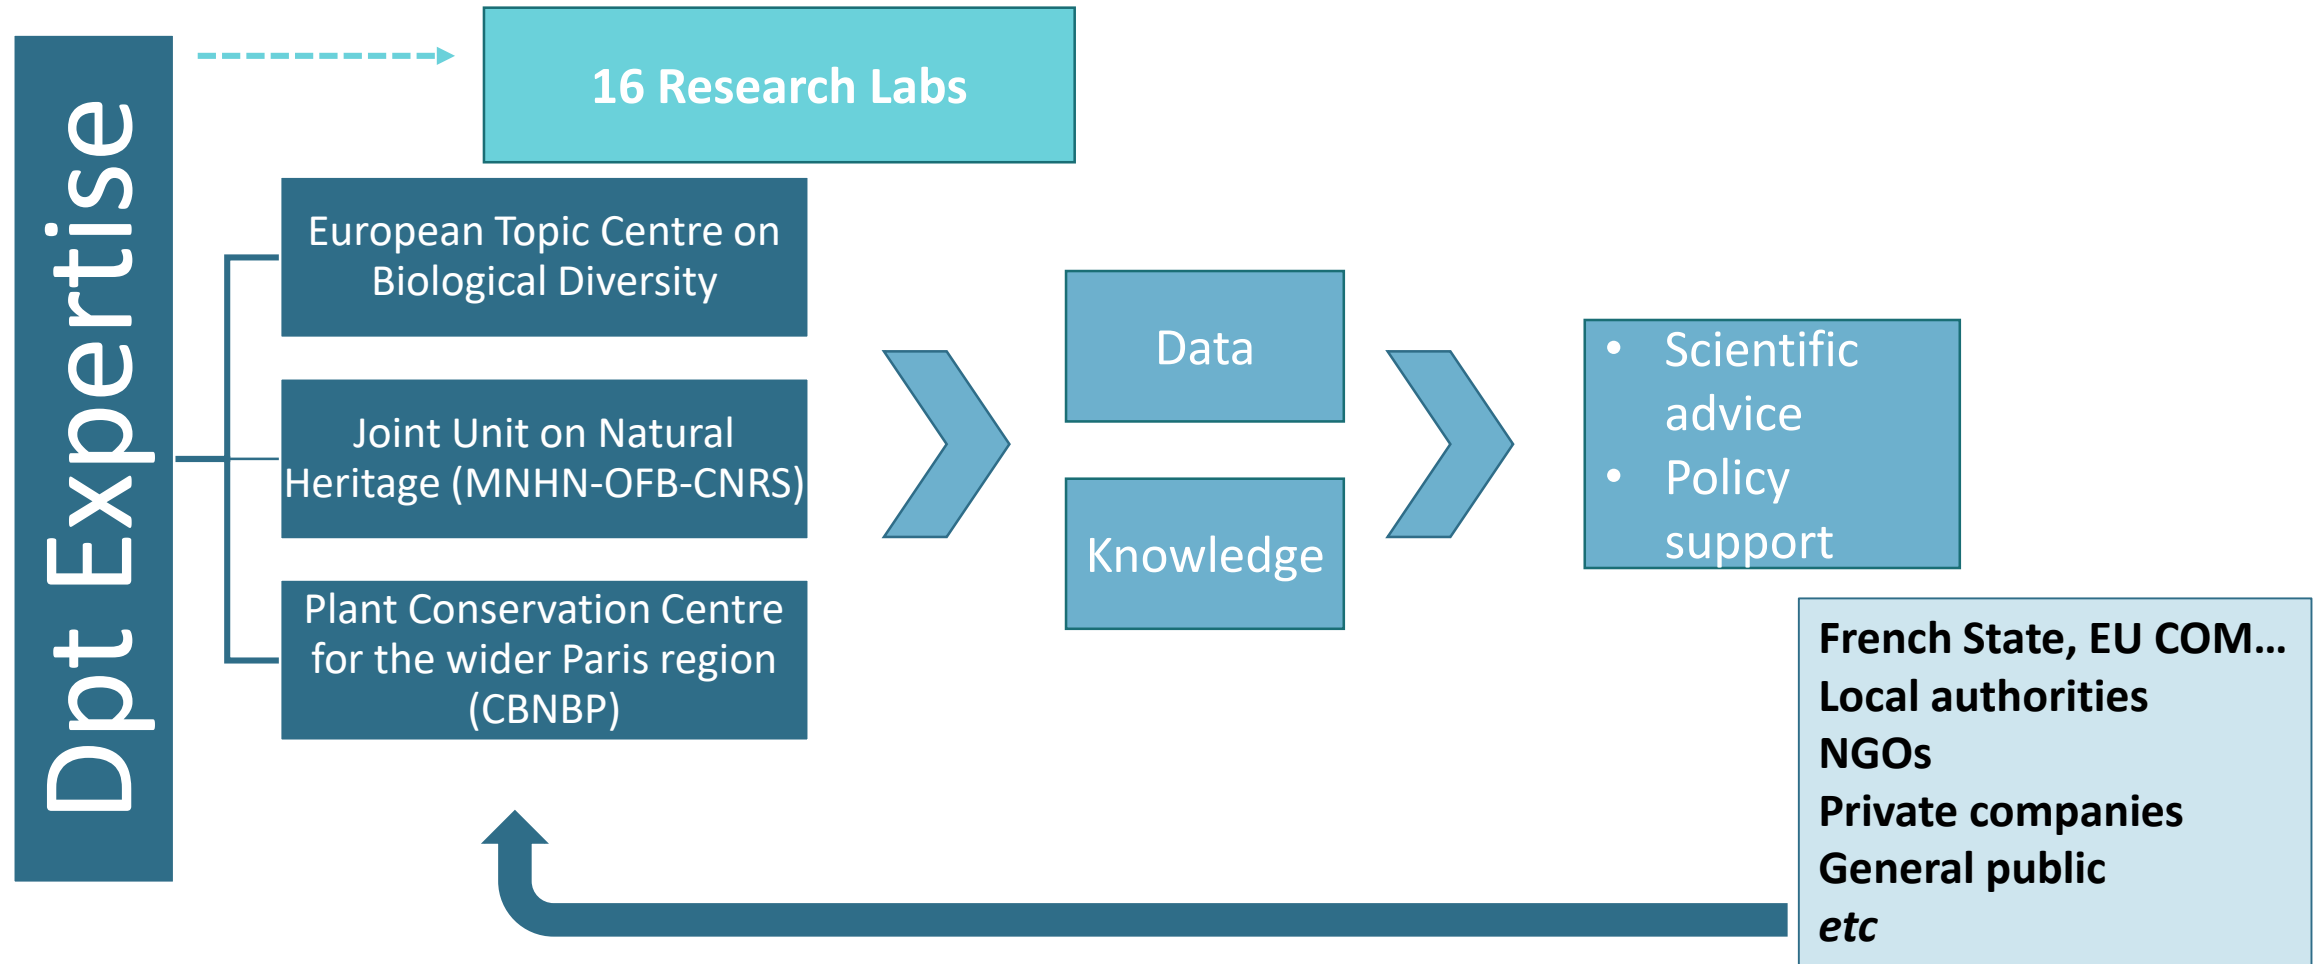 Dpt Expertise
16 Research Labs
European Topic Centre on
Biological Diversity
Joint Unit on Natural
Heritage (MNHN-OFB-CNRS)
Plant Conservation Centre
for the wider Paris region
(CBNBP)
Data
Knowledge
• Scientific
advice
• Policy
support
French State, EU COM...
Local authorities
NGOs
Private companies
General public
etc